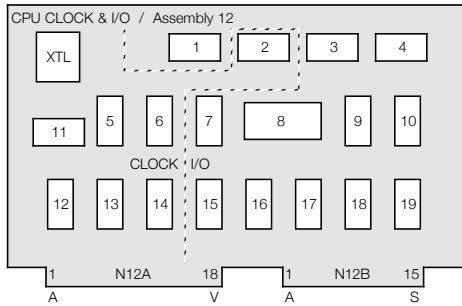 CPU CLOCK & I/O / Assembly 12
XTL 1 2 3 4
11 5 6 7 8 9 10
CLOCK I/O
12 13 14 15 16 17 18 19
1 N12A 18 1 N12B 15
A V A S